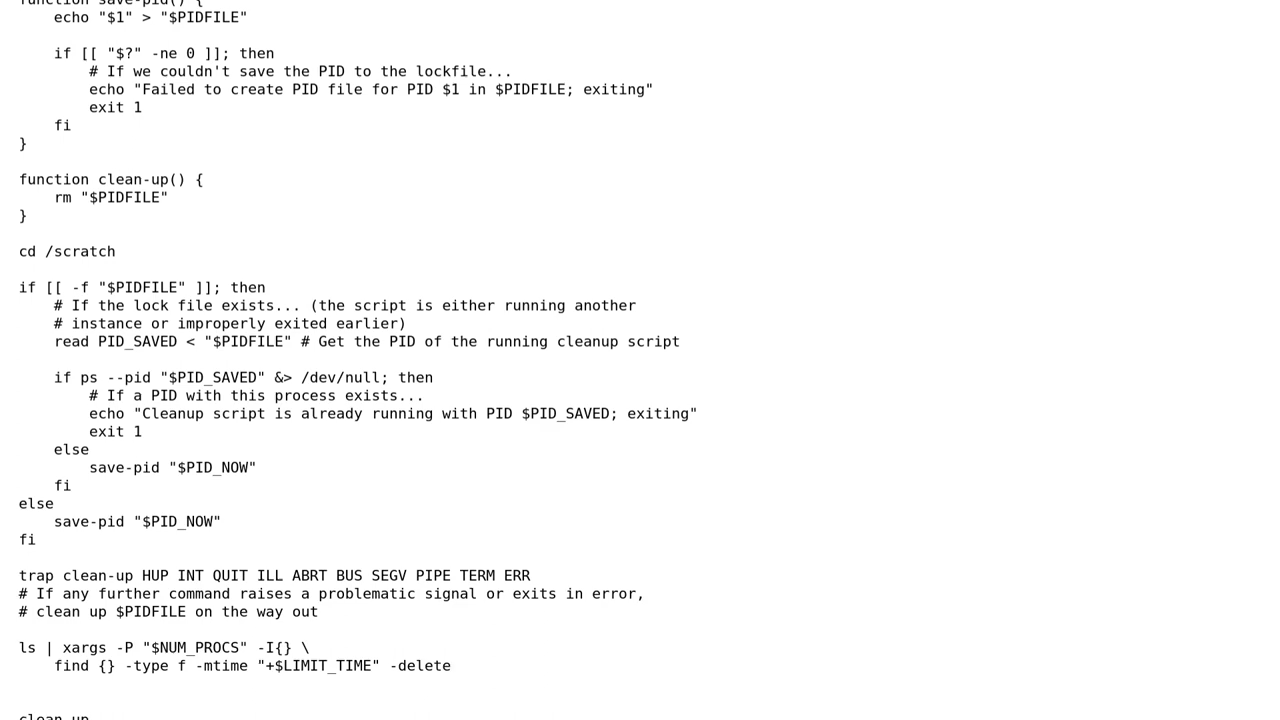 function save-pid() {
    echo "$1" > "$PIDFILE"

    if [[ "$?" -ne 0 ]]; then
        # If we couldn't save the PID to the lockfile...
        echo "Failed to create PID file for PID $1 in $PIDFILE; exiting"
        exit 1
    fi
}

function clean-up() {
    rm "$PIDFILE"
}

cd /scratch

if [[ -f "$PIDFILE" ]]; then
    # If the lock file exists... (the script is either running another
    # instance or improperly exited earlier)
    read PID_SAVED < "$PIDFILE" # Get the PID of the running cleanup script

    if ps --pid "$PID_SAVED" &> /dev/null; then
        # If a PID with this process exists...
        echo "Cleanup script is already running with PID $PID_SAVED; exiting"
        exit 1
    else
        save-pid "$PID_NOW"
    fi
else
    save-pid "$PID_NOW"
fi

trap clean-up HUP INT QUIT ILL ABRT BUS SEGV PIPE TERM ERR
# If any further command raises a problematic signal or exits in error,
# clean up $PIDFILE on the way out

ls | xargs -P "$NUM_PROCS" -I{} \
    find {} -type f -mtime "+$LIMIT_TIME" -delete


clean-up